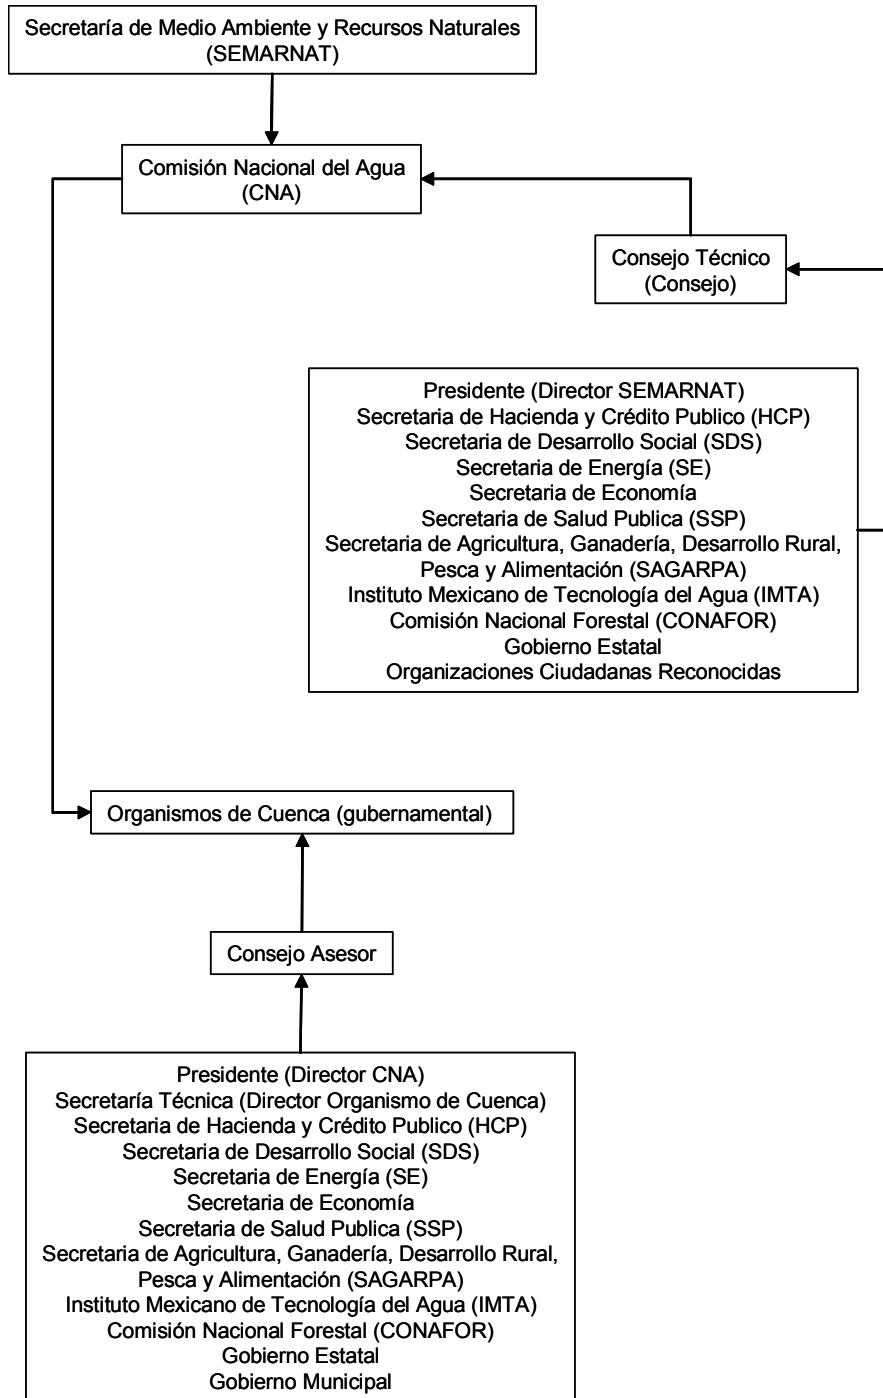 Secretaría de Medio Ambiente y Recursos Naturales
(SEMARNAT)
Comisión Nacional del Agua
(CNA)
Consejo Técnico
(Consejo)
Presidente (Director SEMARNAT)
Secretaria de Hacienda y Crédito Publico (HCP)
Secretaria de Desarrollo Social (SDS)
Secretaria de Energía (SE)
Secretaria de Economía
Secretaria de Salud Publica (SSP)
Secretaria de Agricultura, Ganadería, Desarrollo Rural,
Pesca y Alimentación (SAGARPA)
Instituto Mexicano de Tecnología del Agua (IMTA)
Comisión Nacional Forestal (CONAFOR)
Gobierno Estatal
Organizaciones Ciudadanas Reconocidas
Organismos de Cuenca (gubernamental)
Consejo Asesor
Presidente (Director CNA)
Secretaría Técnica (Director Organismo de Cuenca)
Secretaria de Hacienda y Crédito Publico (HCP)
Secretaria de Desarrollo Social (SDS)
Secretaria de Energía (SE)
Secretaria de Economía
Secretaria de Salud Publica (SSP)
Secretaria de Agricultura, Ganadería, Desarrollo Rural,
Pesca y Alimentación (SAGARPA)
Instituto Mexicano de Tecnología del Agua (IMTA)
Comisión Nacional Forestal (CONAFOR)
Gobierno Estatal
Gobierno Municipal